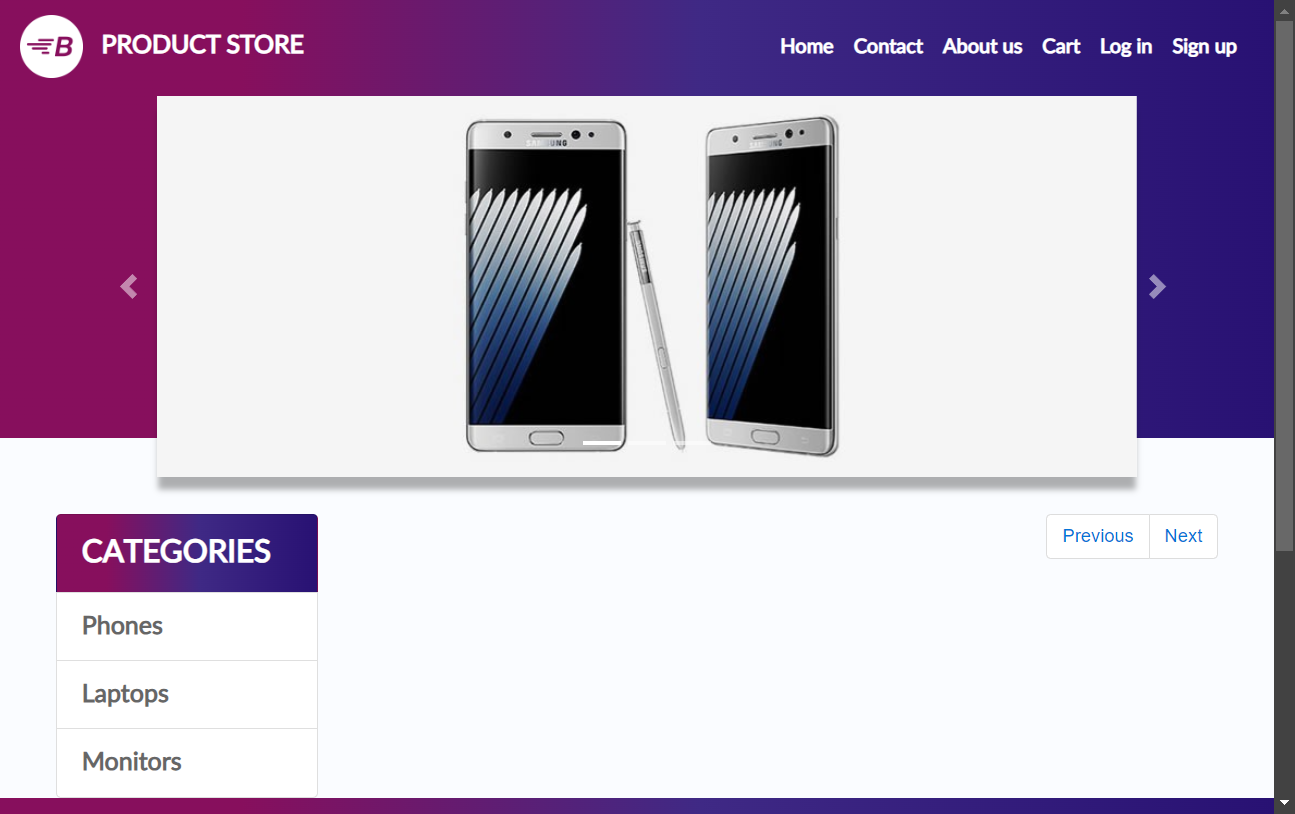 B PRODUCT STORE
Home Contact About us Cart Log in Sign up
SAMSUNG SAMSUNG
CATEGORIES
Phones
Laptops
Monitors
Previous Next